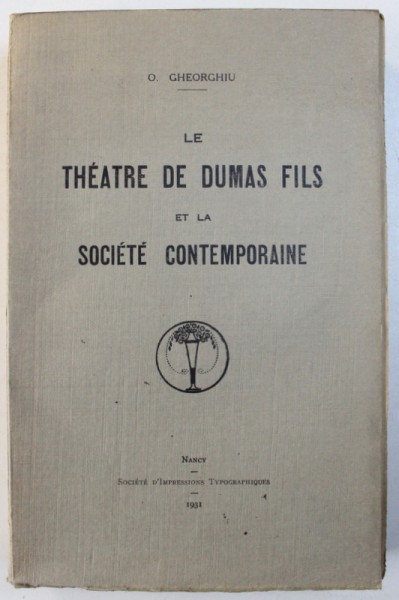 O. GHEORGHIU
LE
THÉATRE DE DUMAS FILS
ET LA
SOCIÉTÉ CONTEMPORAINE
NANCY
SOCIÉTÉ D'IMPRESSIONS TYPOGRAPHIQUES
1931